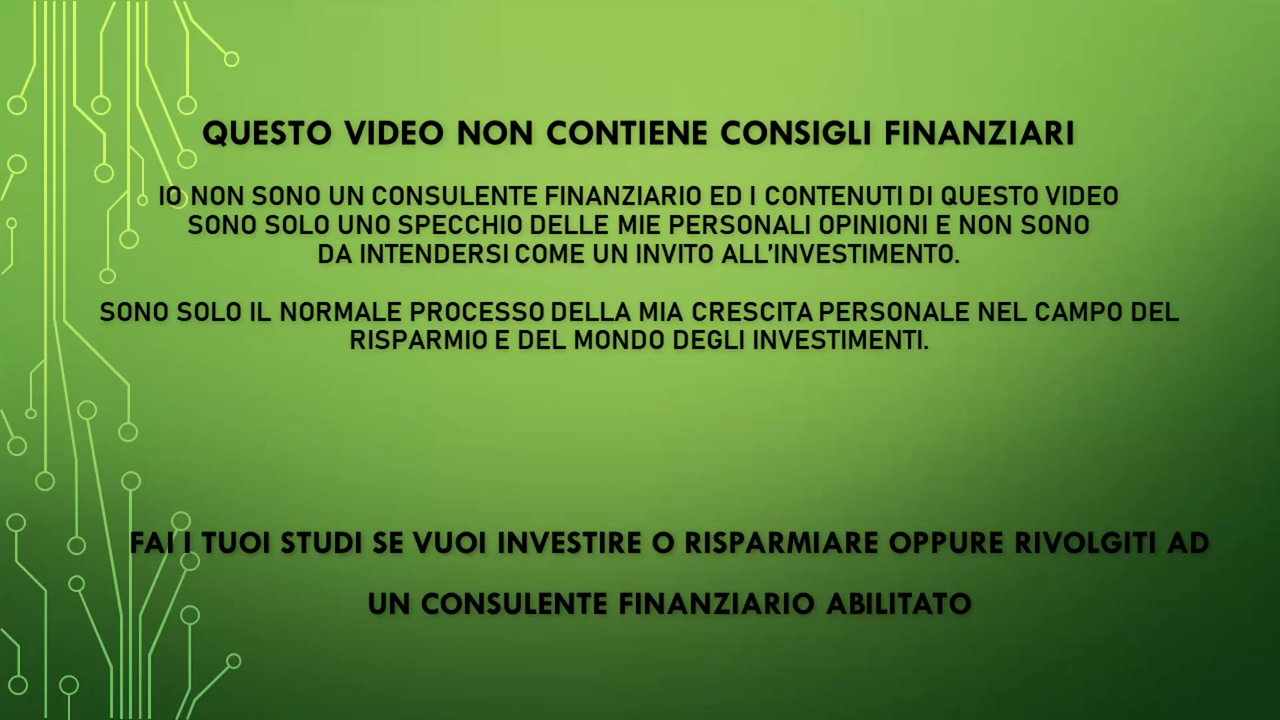 QUESTO VIDEO NON CONTIENE CONSIGLI FINANZIARI
IO NON SONO UN CONSULENTE FINANZIARIO ED I CONTENUTI DI QUESTO VIDEO
SONO SOLO UNO SPECCHIO DELLE MIE PERSONALI OPINIONI E NON SONO
DA INTENDERSI COME UN INVITO ALL'INVESTIMENTO.
SONO SOLO IL NORMALE PROCESSO DELLA MIA CRESCITA PERSONALE NEL CAMPO DEL
RISPARMIO E DEL MONDO DEGLI INVESTIMENTI.
FAI I TUOI STUDI SE VUOI INVESTIRE O RISPARMIARE OPPURE RIVOLGITI AD
UN CONSULENTE FINANZIARIO ABILITATO